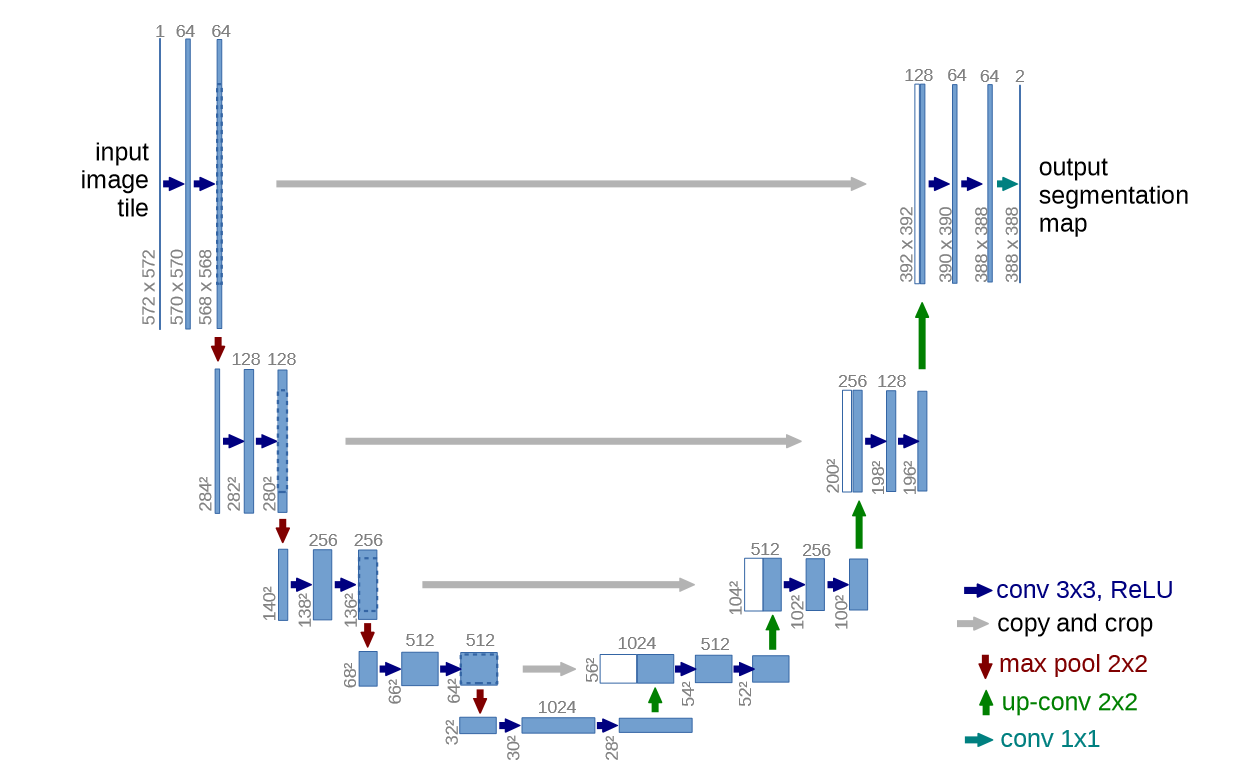 1 64 64
input
image
tile
572 x 572
570 x 570
568 x 568
128 64 64 2
output
segmentation
map
392 x 392
390 x 390
388 x 388
388 x 388
128 128
284²
282²
280²
256 128
200²
198²
196²
256 256
140²
138²
136²
512 256
104²
102²
100²
512 512
68²
66²
64²
1024 512
56²
54²
52²
1024
32²
30²
28²
conv 3x3, ReLU
copy and crop
max pool 2x2
up-conv 2x2
conv 1x1